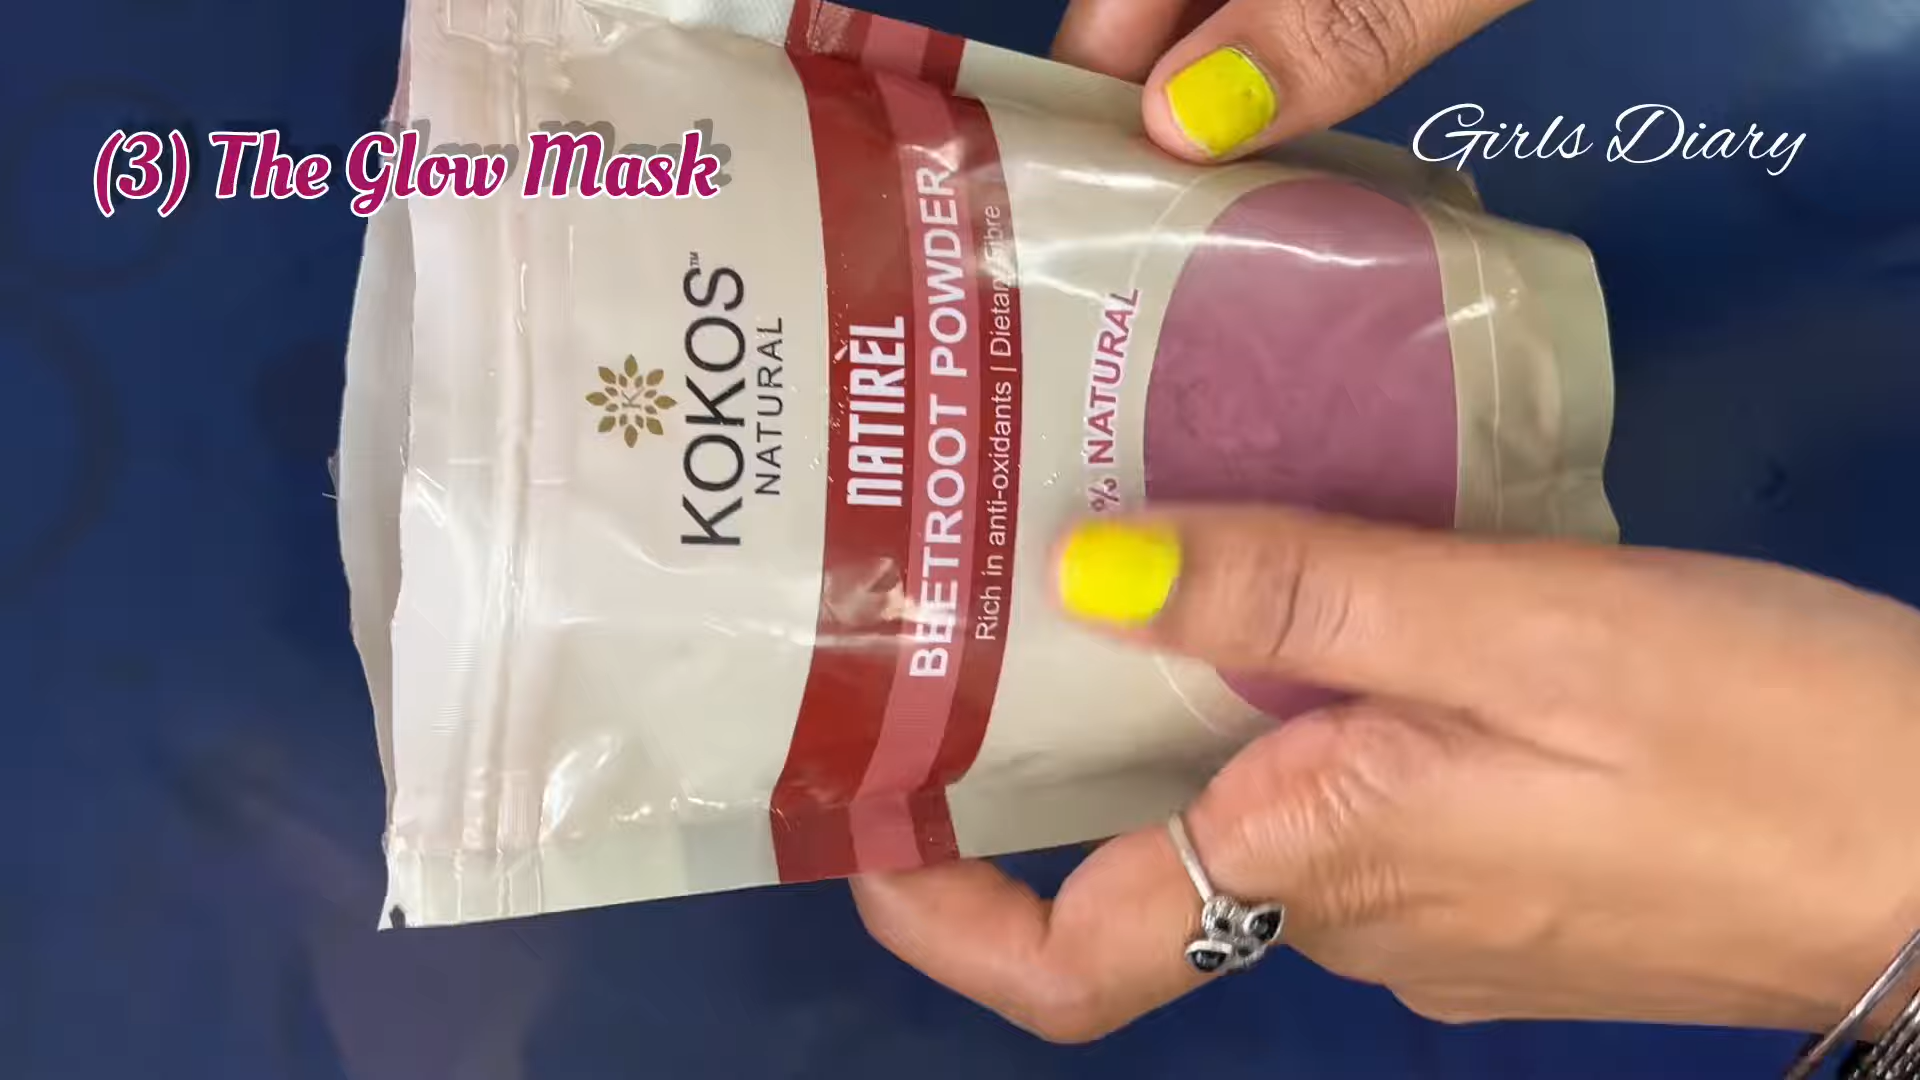 (3) The Glow Mask
Girls Diary
KOKOS™
NATURAL
NATIREL
BEETROOT POWDER
Rich in anti-oxidants | Dietary Fibre
% NATURAL